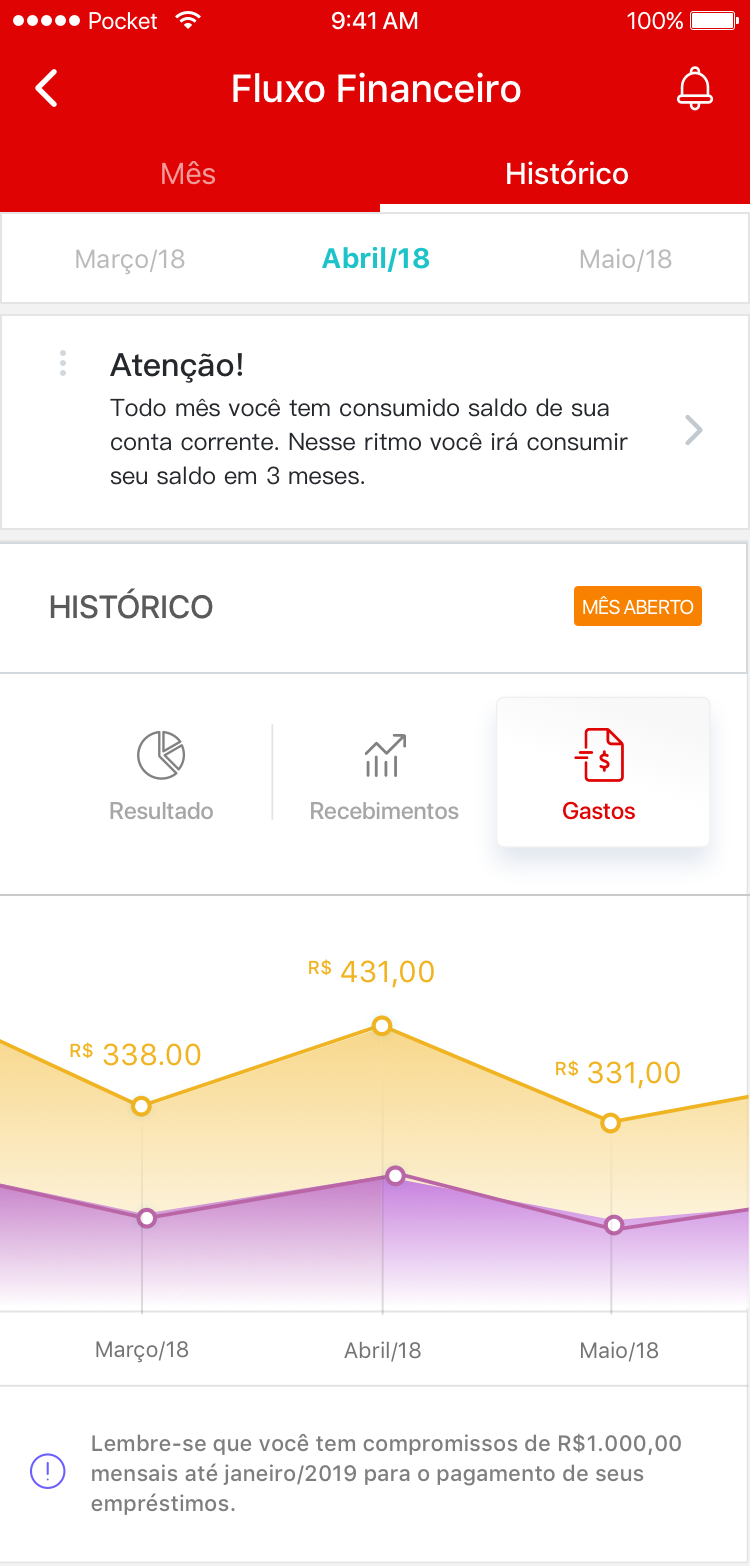 Pocket 9:41 AM 100%
Fluxo Financeiro
Mês Histórico
Março/18 Abril/18 Maio/18
Atenção!
Todo mês você tem consumido saldo de sua
conta corrente. Nesse ritmo você irá consumir
seu saldo em 3 meses.
HISTÓRICO MÊS ABERTO
Resultado Recebimentos Gastos
R$ 431,00
R$ 338.00
R$ 331,00
Março/18 Abril/18 Maio/18
Lembre-se que você tem compromissos de R$1.000,00
mensais até janeiro/2019 para o pagamento de seus
empréstimos.